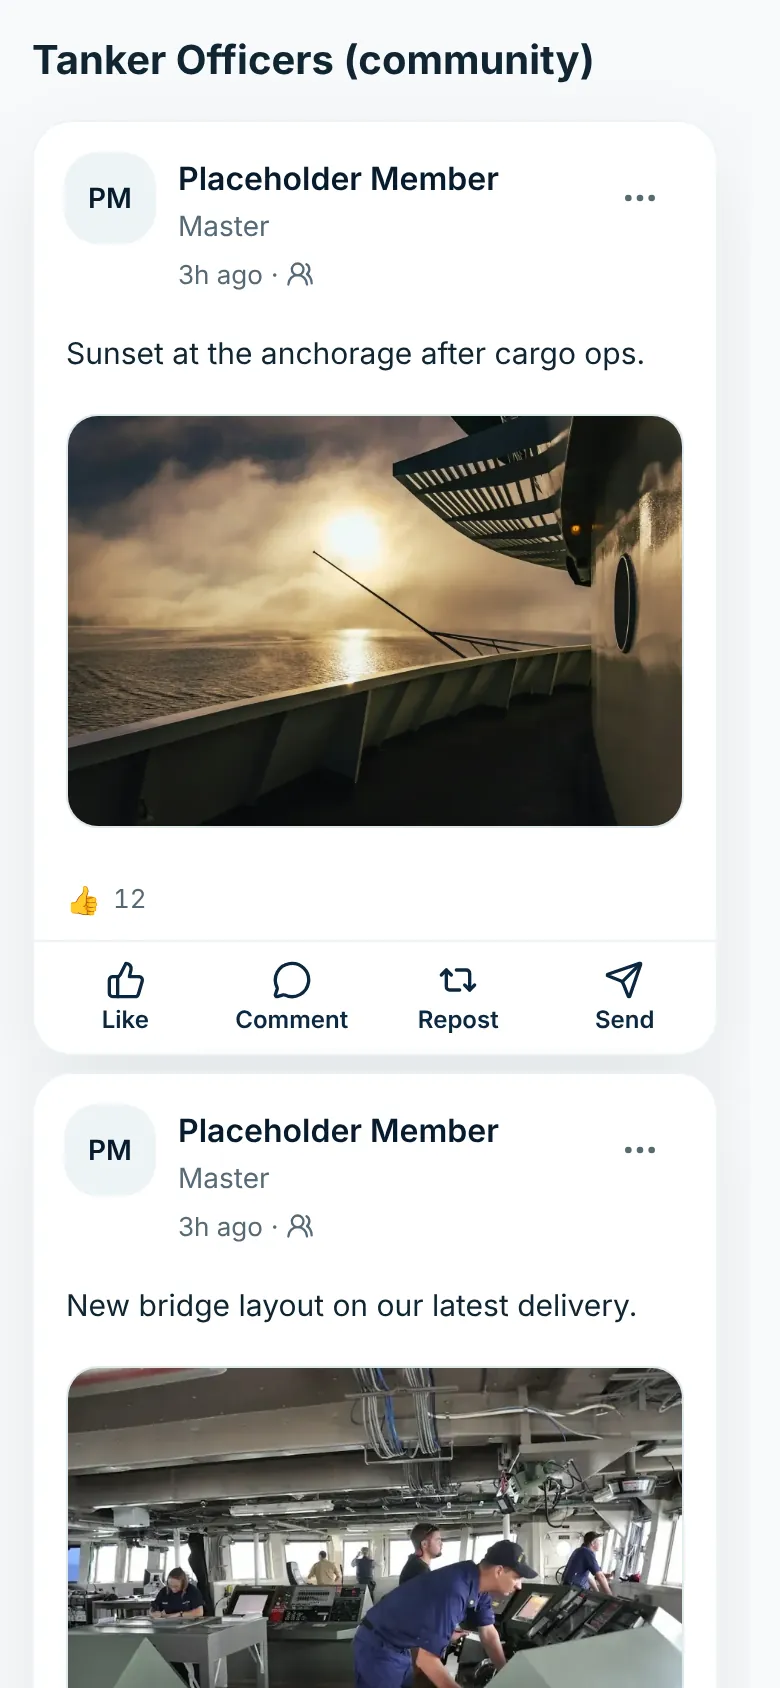 Tanker Officers (community)
PM
Placeholder Member
Master
3h ago ·
Sunset at the anchorage after cargo ops.
👍 12
Like Comment Repost Send
PM
Placeholder Member
Master
3h ago ·
New bridge layout on our latest delivery.